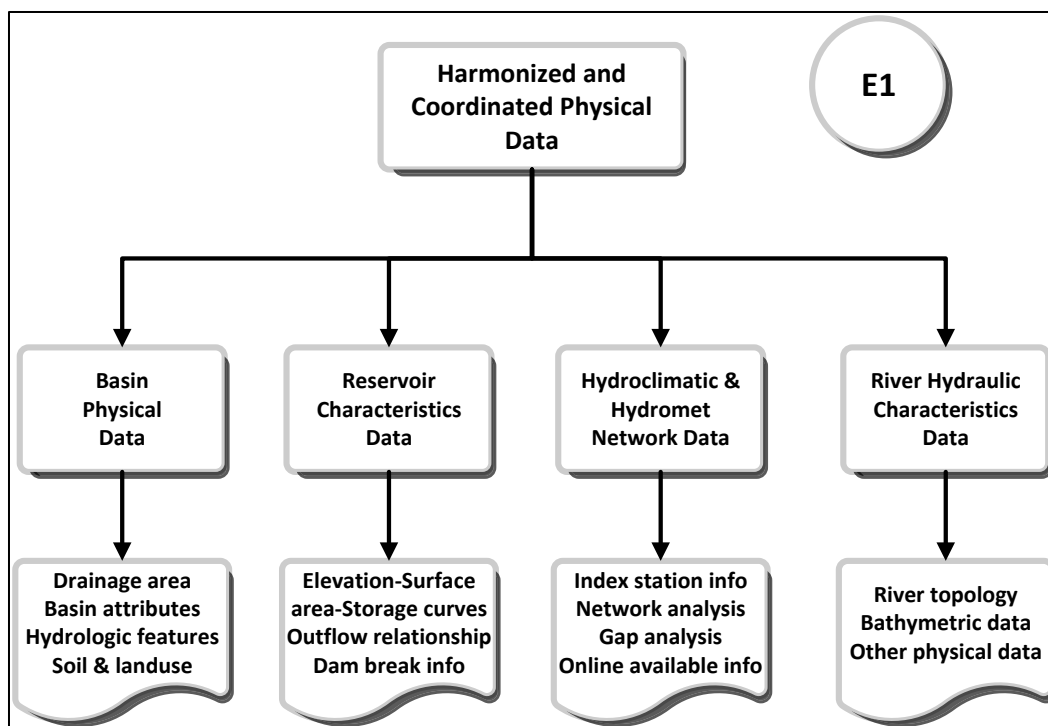 Harmonized and
Coordinated Physical
Data
E1
Basin
Physical
Data
Reservoir
Characteristics
Data
Hydroclimatic &
Hydromet
Network Data
River Hydraulic
Characteristics
Data
Drainage area
Basin attributes
Hydrologic features
Soil & landuse
Elevation-Surface
area-Storage curves
Outflow relationship
Dam break info
Index station info
Network analysis
Gap analysis
Online available info
River topology
Bathymetric data
Other physical data